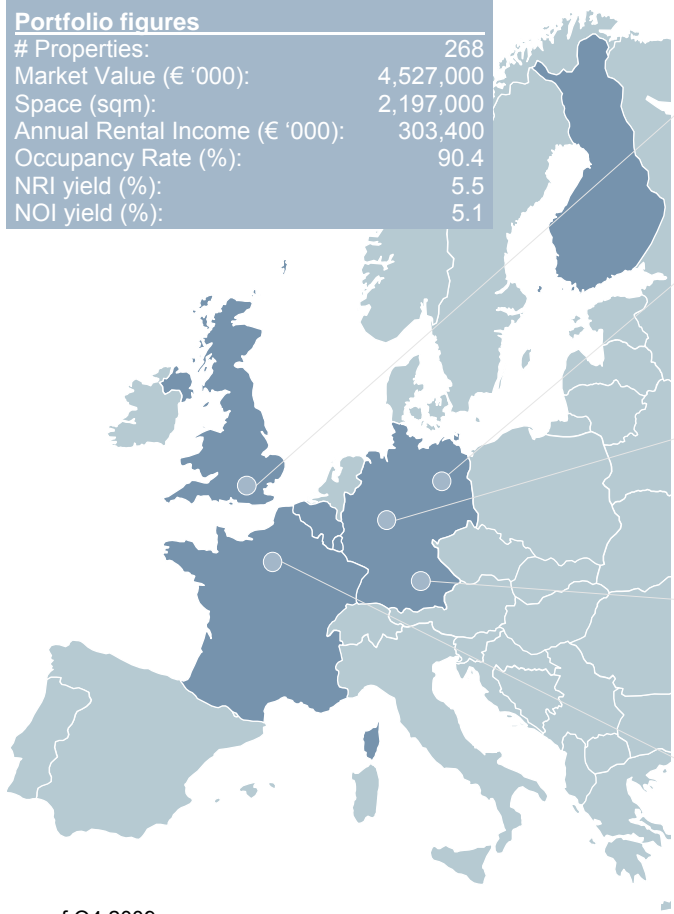 Portfolio figures
# Properties: 268
Market Value (€ ‘000): 4,527,000
Space (sqm): 2,197,000
Annual Rental Income (€ ‘000): 303,400
Occupancy Rate (%): 90.4
NRI yield (%): 5.5
NOI yield (%): 5.1